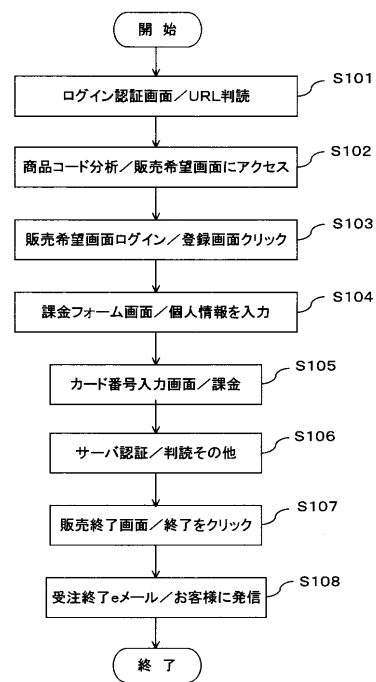 開 始
S101
ログイン認証画面／URL判読
S102
商品コード分析／販売希望画面にアクセス
S103
販売希望画面ログイン／登録画面クリック
S104
課金フォーム画面／個人情報を入力
S105
カード番号入力画面／課金
S106
サーバ認証／判読その他
S107
販売終了画面／終了をクリック
S108
受注終了eメール／お客様に発信
終 了